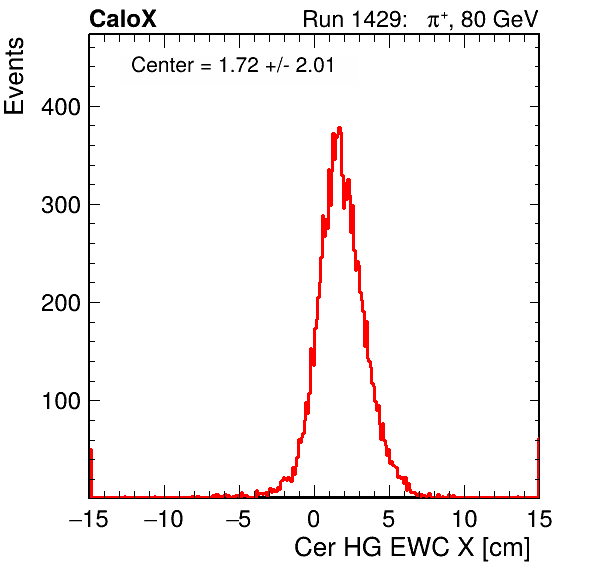 CaloX Run 1429: π⁺, 80 GeV
Center = 1.72 +/- 2.01
Events
400
300
200
100
−15 −10 −5 0 5 10 15
Cer HG EWC X [cm]